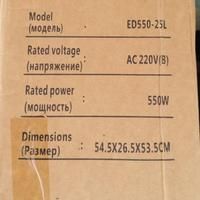 Model ED550-25L
(модель)
Rated voltage AC 220V(B)
(напряжение)
Rated power 550W
(мощность)
Dimensions 54.5X26.5X53.5CM
(Размер)